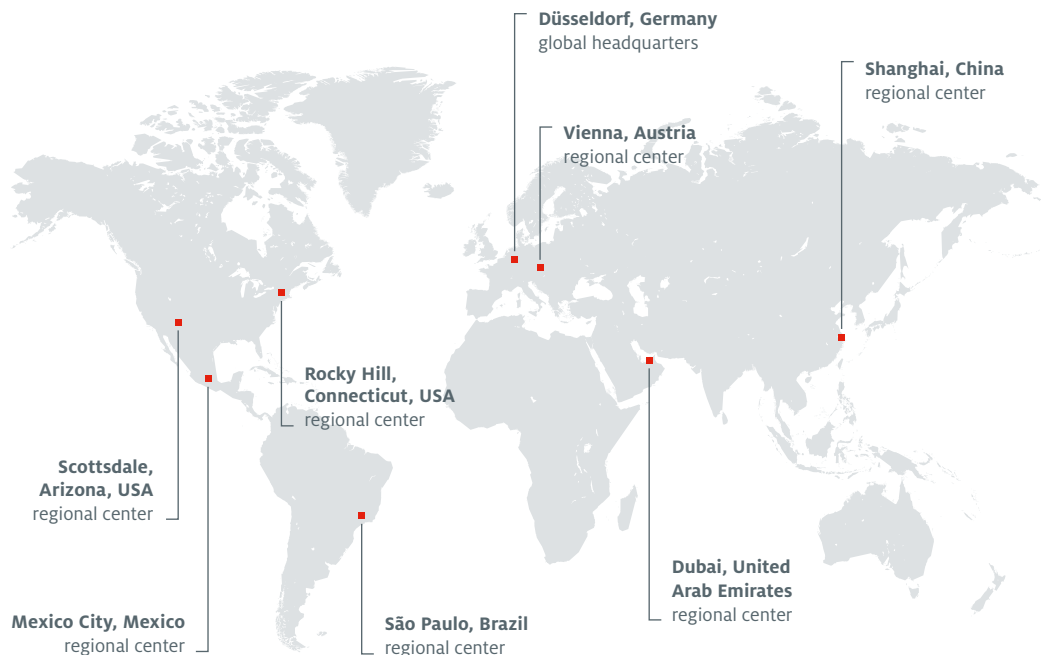 Düsseldorf, Germany
global headquarters
Shanghai, China
regional center
Vienna, Austria
regional center
Rocky Hill,
Connecticut, USA
regional center
Scottsdale,
Arizona, USA
regional center
Dubai, United
Arab Emirates
regional center
Mexico City, Mexico
regional center
São Paulo, Brazil
regional center